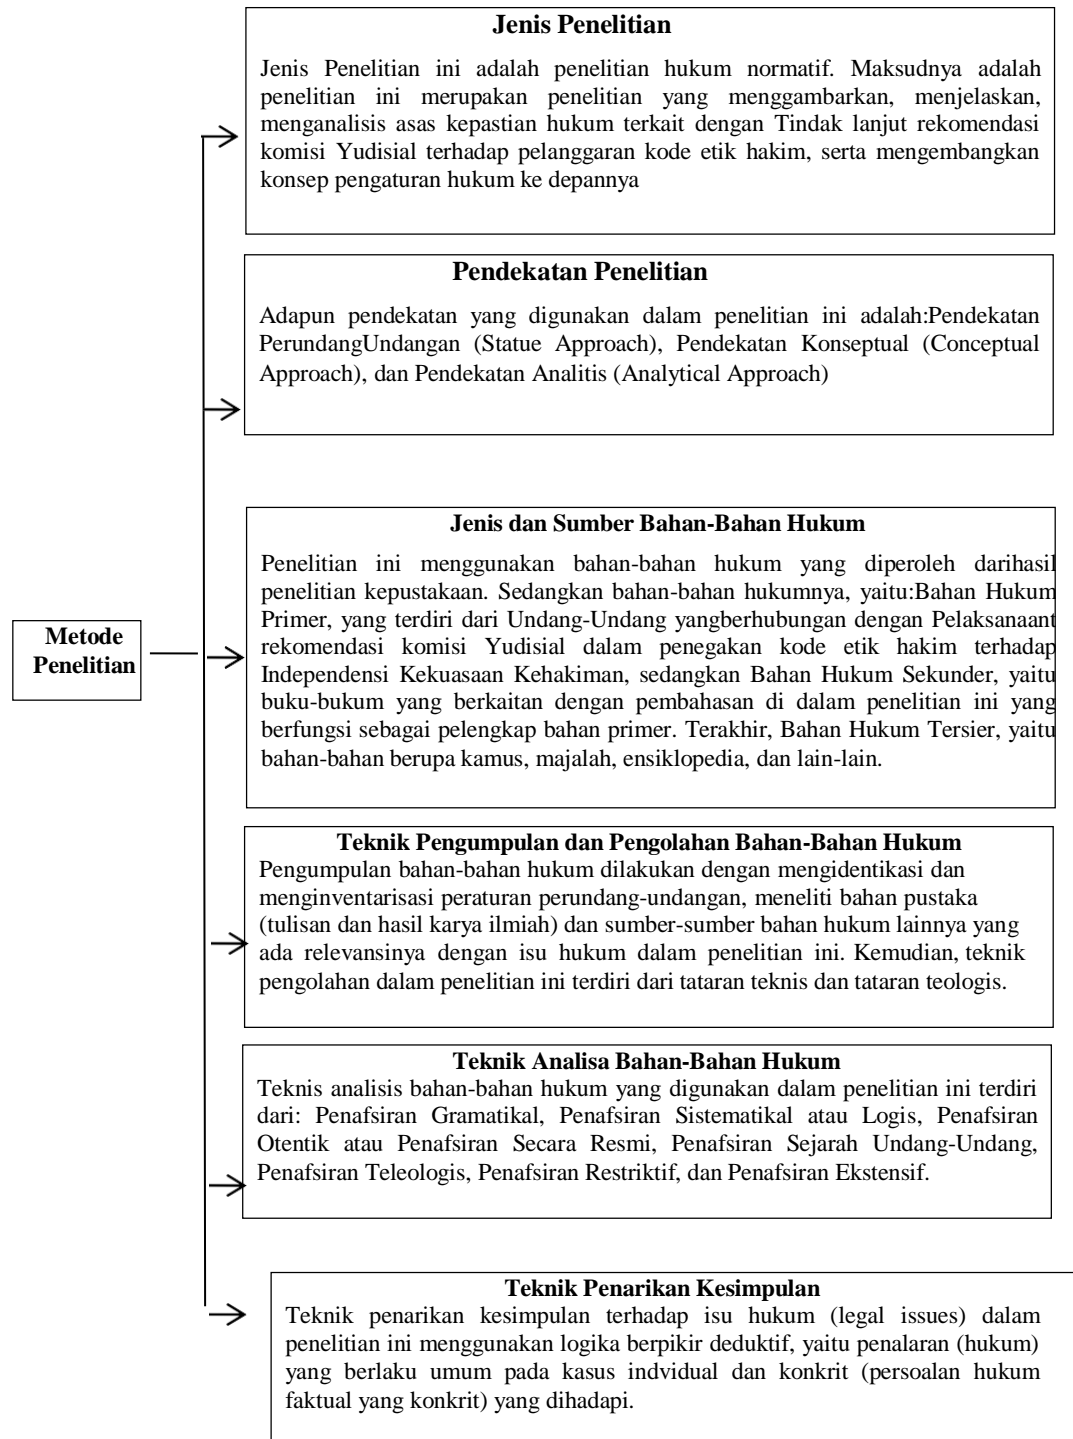 Jenis Penelitian
Jenis Penelitian ini adalah penelitian hukum normatif. Maksudnya adalah
penelitian ini merupakan penelitian yang menggambarkan, menjelaskan,
menganalisis asas kepastian hukum terkait dengan Tindak lanjut rekomendasi
komisi Yudisial terhadap pelanggaran kode etik hakim, serta mengembangkan
konsep pengaturan hukum ke depannya
Pendekatan Penelitian
Adapun pendekatan yang digunakan dalam penelitian ini adalah:Pendekatan
PerundangUndangan (Statue Approach), Pendekatan Konseptual (Conceptual
Approach), dan Pendekatan Analitis (Analytical Approach)
Metode
Penelitian
Jenis dan Sumber Bahan-Bahan Hukum
Penelitian ini menggunakan bahan-bahan hukum yang diperoleh darihasil
penelitian kepustakaan. Sedangkan bahan-bahan hukumnya, yaitu:Bahan Hukum
Primer, yang terdiri dari Undang-Undang yangberhubungan dengan Pelaksanaant
rekomendasi komisi Yudisial dalam penegakan kode etik hakim terhadap
Independensi Kekuasaan Kehakiman, sedangkan Bahan Hukum Sekunder, yaitu
buku-bukum yang berkaitan dengan pembahasan di dalam penelitian ini yang
berfungsi sebagai pelengkap bahan primer. Terakhir, Bahan Hukum Tersier, yaitu
bahan-bahan berupa kamus, majalah, ensiklopedia, dan lain-lain.
Teknik Pengumpulan dan Pengolahan Bahan-Bahan Hukum
Pengumpulan bahan-bahan hukum dilakukan dengan mengidentikasi dan
menginventarisasi peraturan perundang-undangan, meneliti bahan pustaka
(tulisan dan hasil karya ilmiah) dan sumber-sumber bahan hukum lainnya yang
ada relevansinya dengan isu hukum dalam penelitian ini. Kemudian, teknik
pengolahan dalam penelitian ini terdiri dari tataran teknis dan tataran teologis.
Teknik Analisa Bahan-Bahan Hukum
Teknis analisis bahan-bahan hukum yang digunakan dalam penelitian ini terdiri
dari: Penafsiran Gramatikal, Penafsiran Sistematikal atau Logis, Penafsiran
Otentik atau Penafsiran Secara Resmi, Penafsiran Sejarah Undang-Undang,
Penafsiran Teleologis, Penafsiran Restriktif, dan Penafsiran Ekstensif.
Teknik Penarikan Kesimpulan
Teknik penarikan kesimpulan terhadap isu hukum (legal issues) dalam
penelitian ini menggunakan logika berpikir deduktif, yaitu penalaran (hukum)
yang berlaku umum pada kasus indvidual dan konkrit (persoalan hukum
faktual yang konkrit) yang dihadapi.